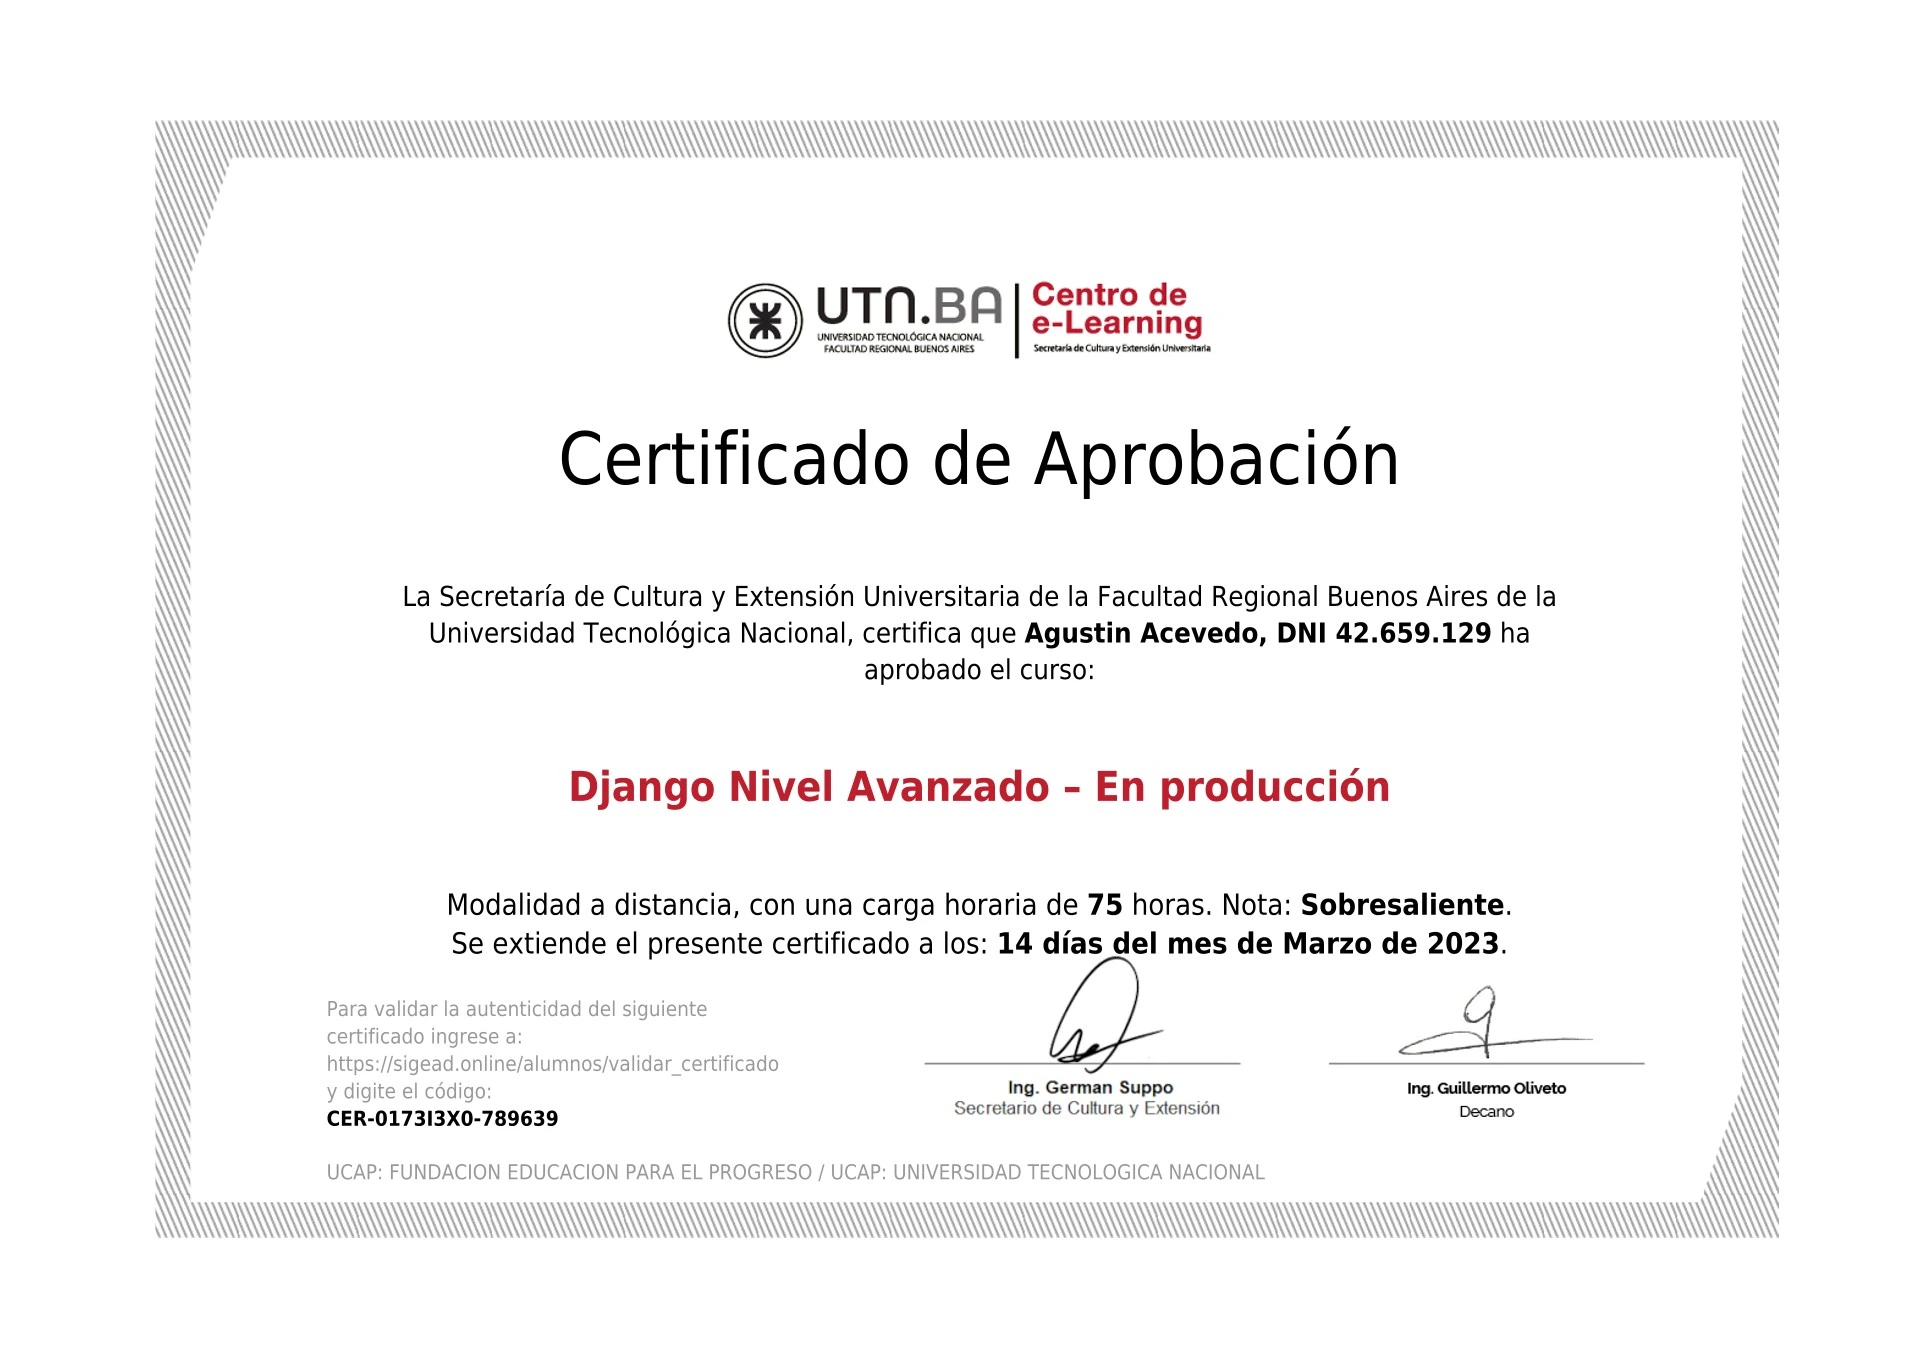 UTN.BA
UNIVERSIDAD TECNOLÓGICA NACIONAL
FACULTAD REGIONAL BUENOS AIRES
Centro de
e-Learning
Secretaría de Cultura y Extensión Universitaria
Certificado de Aprobación
La Secretaría de Cultura y Extensión Universitaria de la Facultad Regional Buenos Aires de la
Universidad Tecnológica Nacional, certifica que Agustin Acevedo, DNI 42.659.129 ha
aprobado el curso:
Django Nivel Avanzado – En producción
Modalidad a distancia, con una carga horaria de 75 horas. Nota: Sobresaliente.
Se extiende el presente certificado a los: 14 días del mes de Marzo de 2023.
Para validar la autenticidad del siguiente
certificado ingrese a:
https://sigead.online/alumnos/validar_certificado
y digite el código:
CER-0173I3X0-789639
Ing. German Suppo
Secretario de Cultura y Extensión
Ing. Guillermo Oliveto
Decano
UCAP: FUNDACION EDUCACION PARA EL PROGRESO / UCAP: UNIVERSIDAD TECNOLOGICA NACIONAL